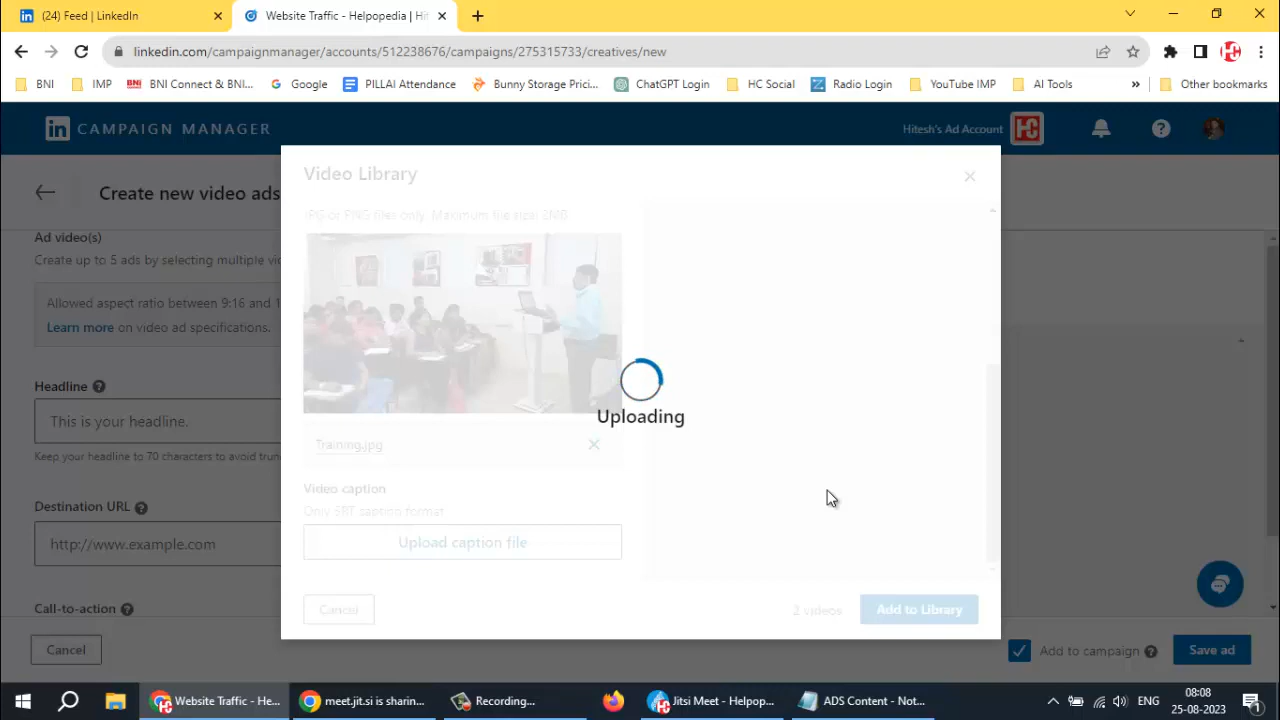 (24) Feed | LinkedIn
Website Traffic - Helpopedia | Hit
linkedin.com/campaignmanager/accounts/512238676/campaigns/275315733/creatives/new
BNI
IMP
BNI Connect & BNI...
Google
PILLAI Attendance
Bunny Storage Pricin...
ChatGPT Login
HC Social
Radio Login
YouTube IMP
AI Tools
»
Other bookmarks
in CAMPAIGN MANAGER
Hitesh's Ad Account
HC
Create new video ads
Video Library
JPG or PNG files only. Maximum file size: 2MB
Ad video(s)
Create up to 5 ads by selecting multiple vi
Allowed aspect ratio between 9:16 and 1
Learn more on video ad specifications.
Headline
This is your headline.
Keep your headline to 70 characters to avoid trun
Uploading
Training.jpg
Video caption
Only SRT caption format
Upload caption file
Destination URL
http://www.example.com
Call-to-action
Cancel
2 videos
Add to Library
Cancel
Add to campaign
Save ad
Website Traffic - He...
meet.jit.si is sharin...
Recording...
Jitsi Meet - Helpop...
ADS Content - Not...
ENG
08:08
25-08-2023
1